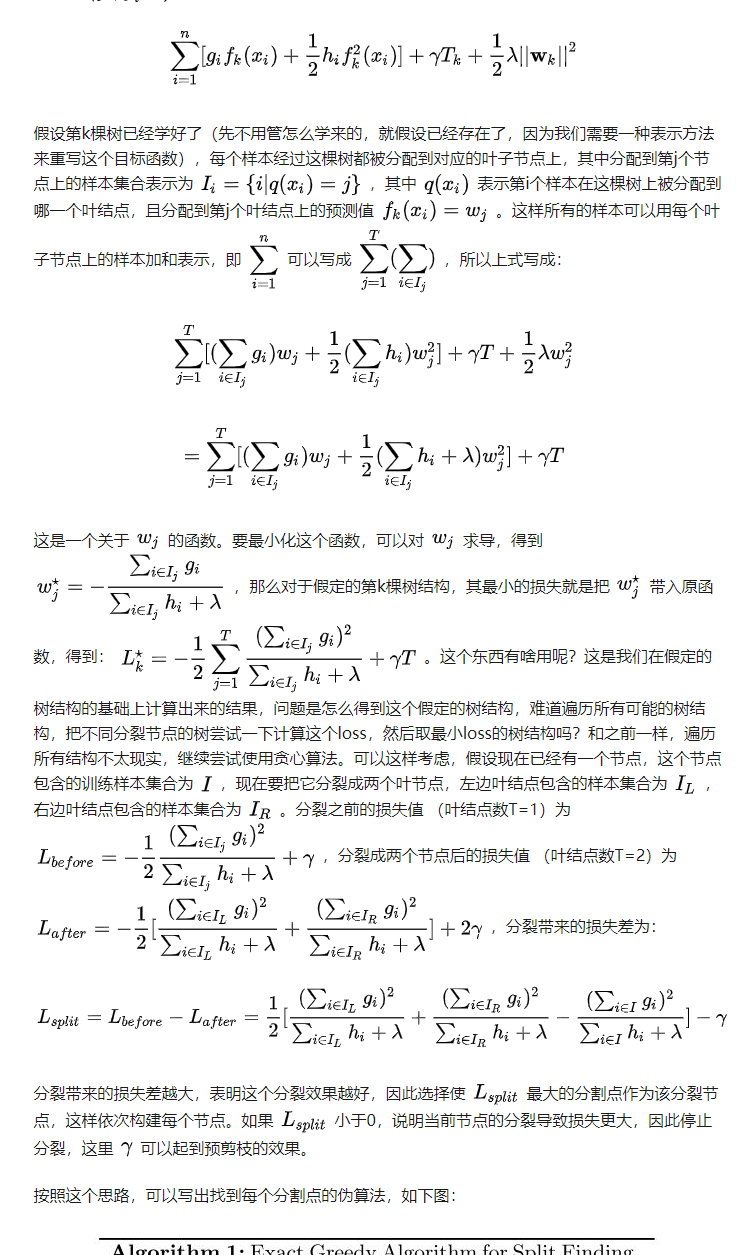 \sum_{i=1}^{n}[g_i f_k(x_i) + \frac{1}{2} h_i f_k^2(x_i)] + \gamma T_k + \frac{1}{2}\lambda||\mathbf{w}_k||^2
假设第k棵树已经学好了（先不用管怎么学来的，就假设已经存在了，因为我们需要一种表示方法
来重写这个目标函数），每个样本经过这棵树都被分配到对应的叶子节点上，其中分配到第j个节
点上的样本集合表示为 I_i = \{i|q(x_i) = j\} ，其中 q(x_i) 表示第i个样本在这棵树上被分配到
哪一个叶结点，且分配到第j个叶结点上的预测值 f_k(x_i) = w_j 。这样所有的样本可以用每个叶
子节点上的样本加和表示，即 \sum_{i=1}^{n} 可以写成 \sum_{j=1}^{T}(\sum_{i \in I_j}) ，所以上式写成：
\sum_{j=1}^{T}[(\sum_{i \in I_j} g_i)w_j + \frac{1}{2}(\sum_{i \in I_j} h_i)w_j^2] + \gamma T + \frac{1}{2}\lambda w_j^2
= \sum_{j=1}^{T}[(\sum_{i \in I_j} g_i)w_j + \frac{1}{2}(\sum_{i \in I_j} h_i + \lambda)w_j^2] + \gamma T
这是一个关于 w_j 的函数。要最小化这个函数，可以对 w_j 求导，得到
w_j^\star = -\frac{\sum_{i \in I_j} g_i}{\sum_{i \in I_j} h_i + \lambda} ，那么对于假定的第k棵树结构，其最小的损失就是把 w_j^\star 带入原函
数，得到： L_k^\star = -\frac{1}{2}\sum_{j=1}^{T}\frac{(\sum_{i \in I_j} g_i)^2}{\sum_{i \in I_j} h_i + \lambda} + \gamma T 。这个东西有啥用呢？这是我们在假定的
树结构的基础上计算出来的结果，问题是怎么得到这个假定的树结构，难道遍历所有可能的树结
构，把不同分裂节点的树尝试一下计算这个loss，然后取最小loss的树结构吗？和之前一样，遍历
所有结构不太现实，继续尝试使用贪心算法。可以这样考虑，假设现在已经有一个节点，这个节点
包含的训练样本集合为 I ，现在要把它分裂成两个叶节点，左边叶结点包含的样本集合为 I_L ，
右边叶结点包含的样本集合为 I_R 。分裂之前的损失值 （叶结点数T=1）为
L_{before} = -\frac{1}{2}\frac{(\sum_{i \in I_j} g_i)^2}{\sum_{i \in I_j} h_i + \lambda} + \gamma ，分裂成两个节点后的损失值 （叶结点数T=2）为
L_{after} = -\frac{1}{2}[\frac{(\sum_{i \in I_L} g_i)^2}{\sum_{i \in I_L} h_i + \lambda} + \frac{(\sum_{i \in I_R} g_i)^2}{\sum_{i \in I_R} h_i + \lambda}] + 2\gamma ，分裂带来的损失差为：
L_{split} = L_{before} - L_{after} = \frac{1}{2}[\frac{(\sum_{i \in I_L} g_i)^2}{\sum_{i \in I_L} h_i + \lambda} + \frac{(\sum_{i \in I_R} g_i)^2}{\sum_{i \in I_R} h_i + \lambda} - \frac{(\sum_{i \in I} g_i)^2}{\sum_{i \in I} h_i + \lambda}] - \gamma
分裂带来的损失差越大，表明这个分裂效果越好，因此选择使 L_{split} 最大的分割点作为该分裂节
点，这样依次构建每个节点。如果 L_{split} 小于0，说明当前节点的分裂导致损失更大，因此停止
分裂，这里 \gamma 可以起到预剪枝的效果。
按照这个思路，可以写出找到每个分割点的伪算法，如下图：
Algorithm 1: Exact Greedy Algorithm for Split Finding